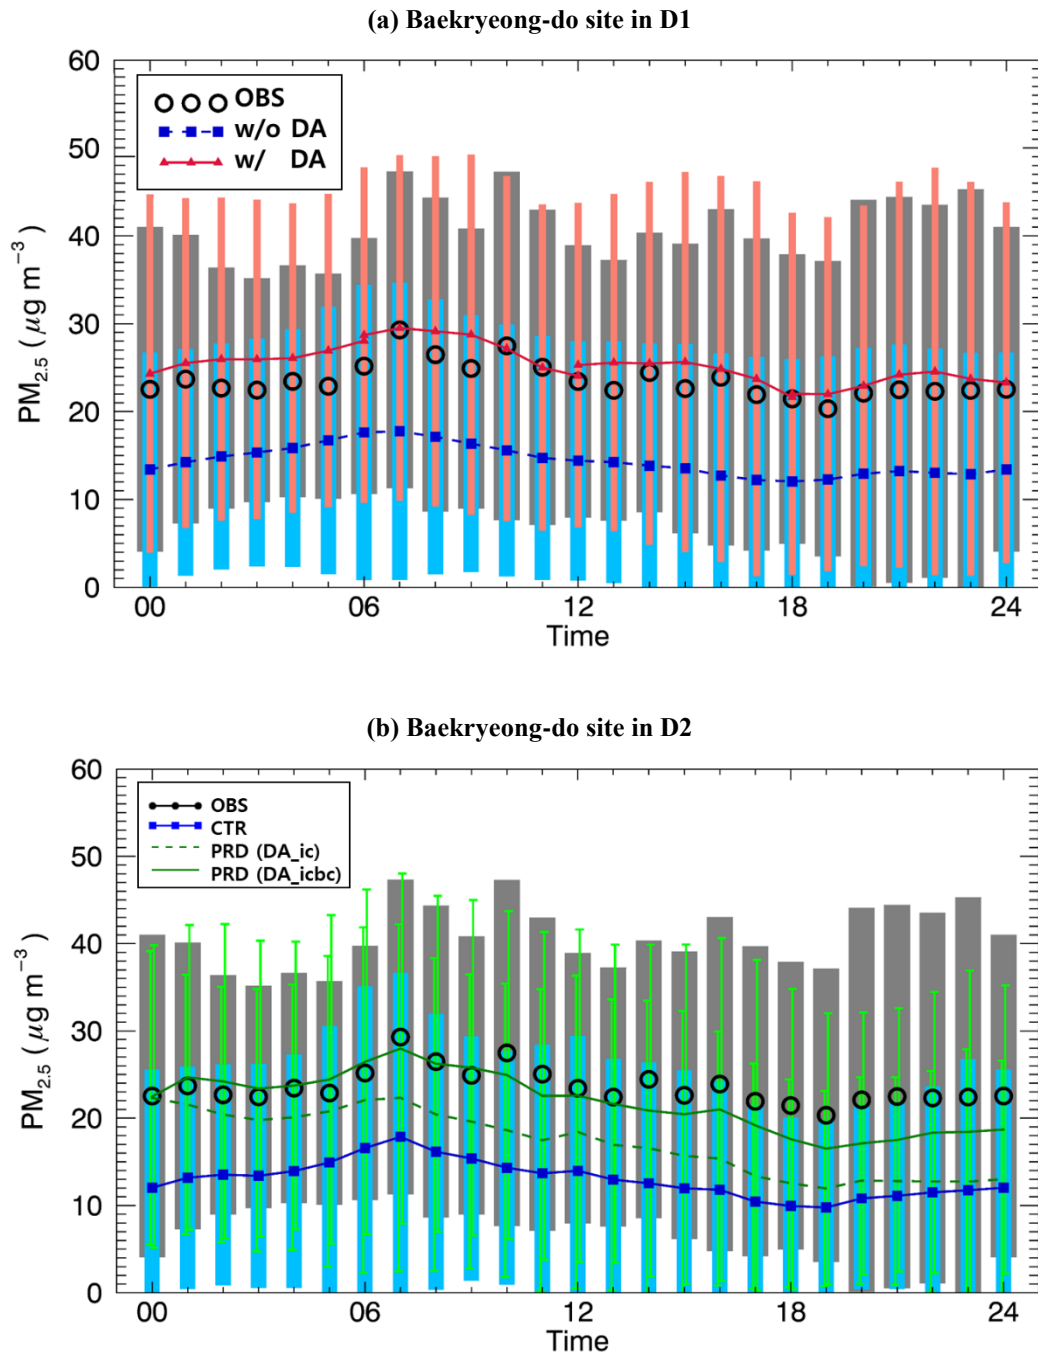 (a) Baekryeong-do site in D1
60
50
40
30
20
10
0
PM2.5 ( μg m−3)
OBS
w/o DA
w/ DA
00 06 12 18 24
Time
(b) Baekryeong-do site in D2
60
50
40
30
20
10
0
PM2.5 ( μg m−3)
OBS
CTR
PRD (DA_ic)
PRD (DA_icbc)
00 06 12 18 24
Time